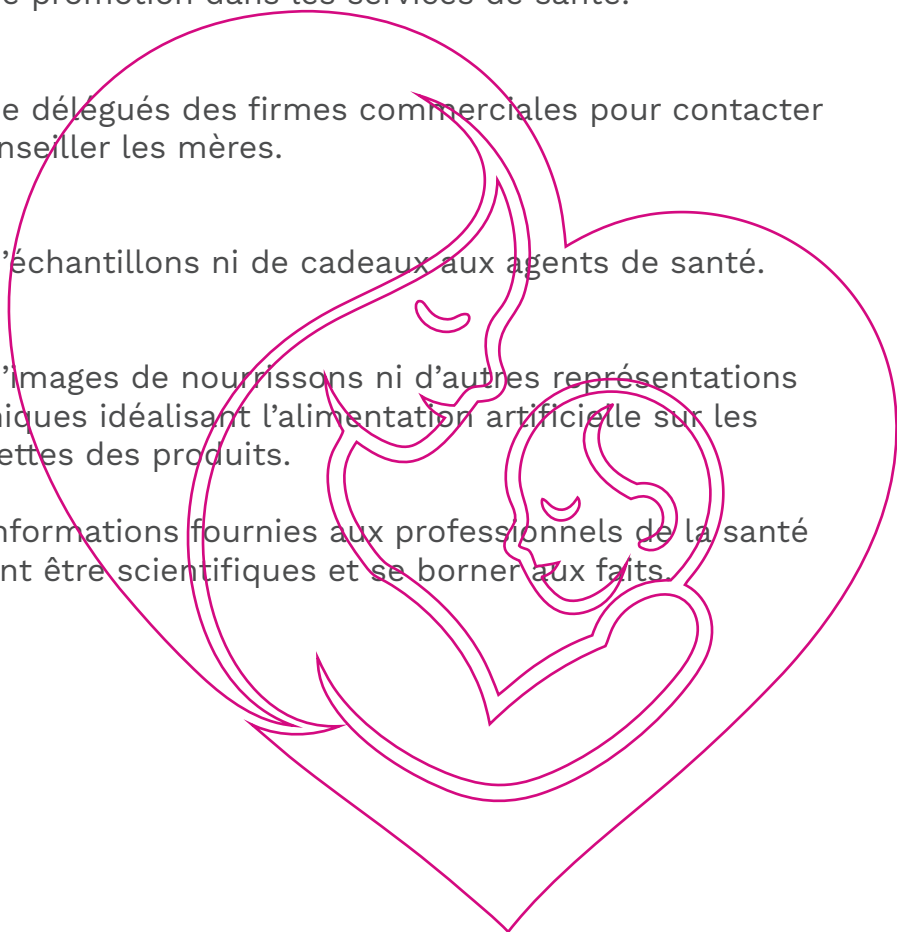 e promotion dans les services de santé.
e délégués des firmes commerciales pour contacter
nseiller les mères.
'échantillons ni de cadeaux aux agents de santé.
'images de nourrissons ni d'autres représentations
niques idéalisant l'alimentation artificielle sur les
ettes des produits.
nformations fournies aux professionnels de la santé
nt être scientifiques et se borner aux faits.